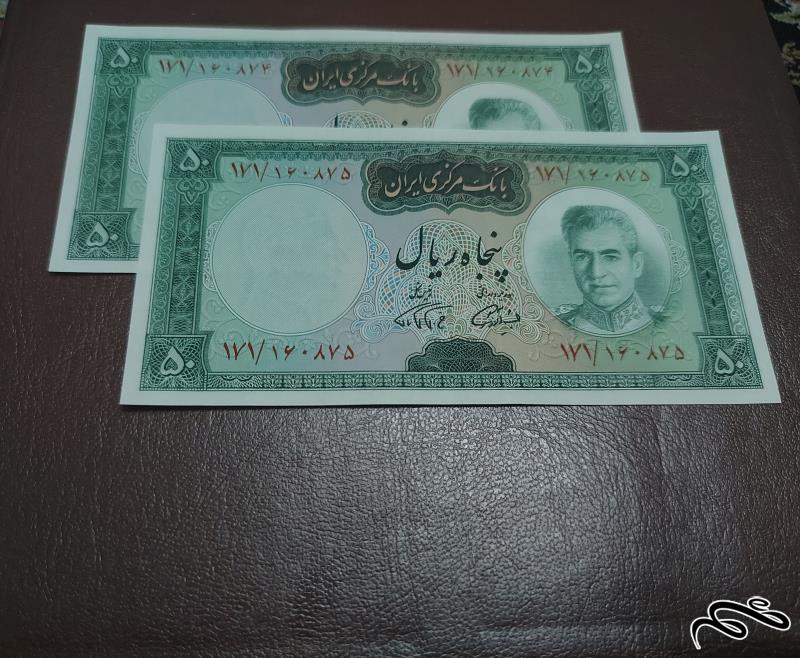 ۵۰ ۱۷۱/۱۶۰۸۷۴ بانک مرکزی ایران ۱۷۱/۱۶۰۸۷۴ ۵۰
۵۰
۵۰ ۱۷۱/۱۶۰۸۷۵ بانک مرکزی ایران ۱۷۱/۱۶۰۸۷۵ ۵۰
پنجاه ریال
۵۰ ۱۷۱/۱۶۰۸۷۵ ۱۷۱/۱۶۰۸۷۵ ۵۰